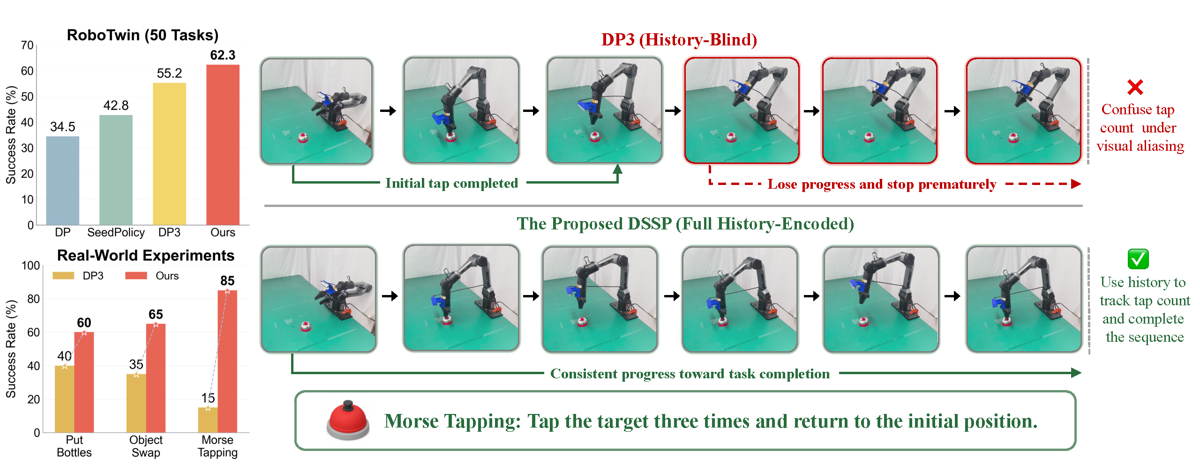 RoboTwin (50 Tasks)
Success Rate (%)
70
60
50
40
30
20
10
0
34.5
42.8
55.2
62.3
DP
SeedPolicy
DP3
Ours
Real-World Experiments
Success Rate (%)
DP3
Ours
100
80
60
40
20
0
40
60
35
65
15
85
Put
Bottles
Object
Swap
Morse
Tapping
DP3 (History-Blind)
Initial tap completed
Lose progress and stop prematurely
Confuse tap
count under
visual aliasing
The Proposed DSSP (Full History-Encoded)
Consistent progress toward task completion
Use history to
track tap count
and complete
the sequence
Morse Tapping: Tap the target three times and return to the initial position.